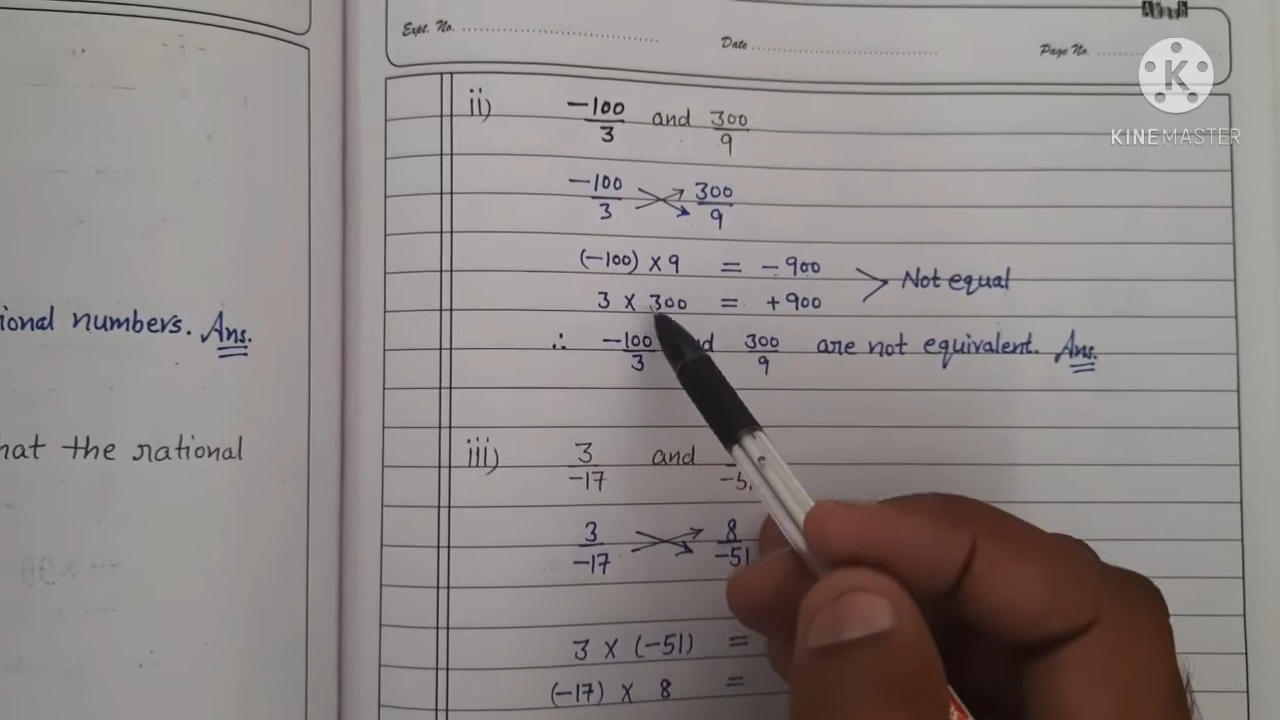 Expt. No.
Date
Page No.
KINEMASTER
ional numbers. Ans.
hat the rational
ii) -100/3 and 300/9
-100/3 300/9
(-100) × 9 = -900
3 × 300 = +900
> Not equal
∴ -100/3 300/9 are not equivalent. Ans.
iii) 3/-17 and
3/-17 8/-51
3 × (-51) =
(-17) × 8 =